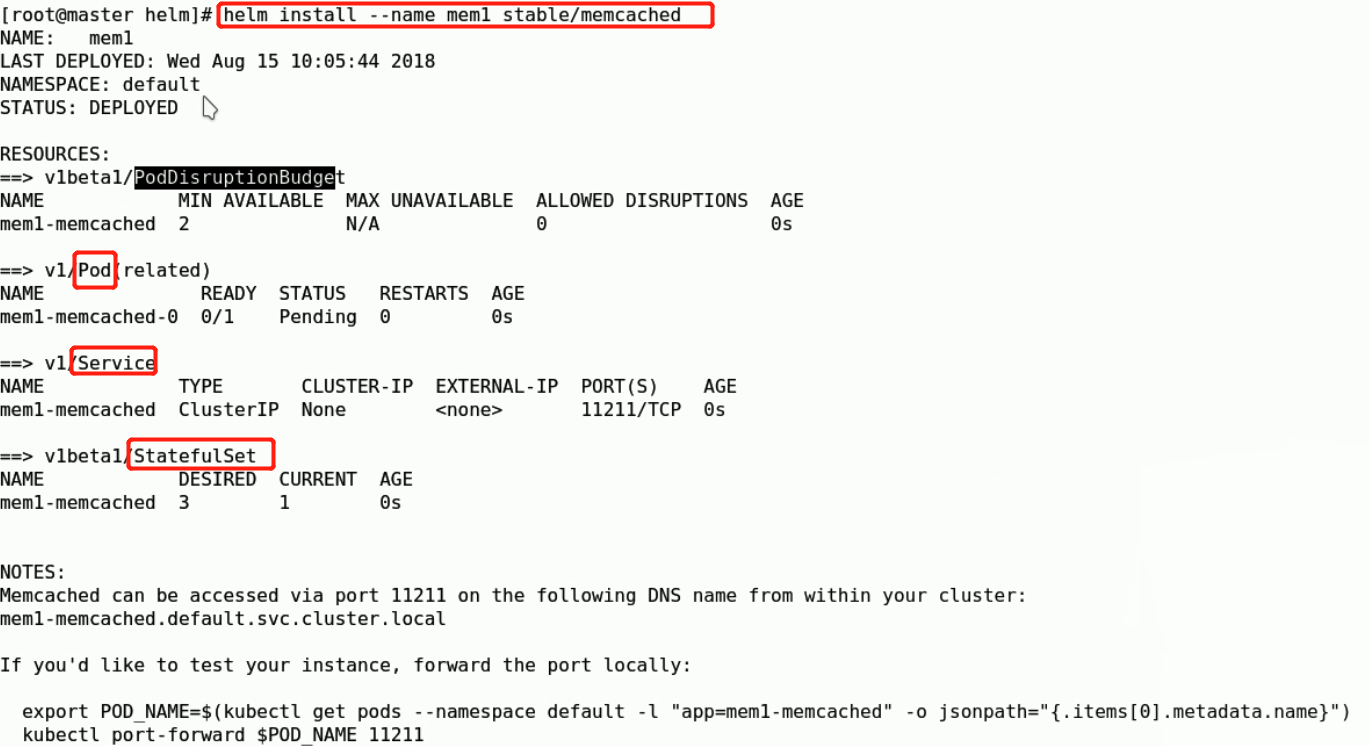 [root@master helm]# helm install --name mem1 stable/memcached
NAME:   mem1
LAST DEPLOYED: Wed Aug 15 10:05:44 2018
NAMESPACE: default
STATUS: DEPLOYED
RESOURCES:
==> v1beta1/PodDisruptionBudget
NAME            MIN AVAILABLE  MAX UNAVAILABLE  ALLOWED DISRUPTIONS  AGE
mem1-memcached  2              N/A              0                    0s
==> v1/Pod(related)
NAME              READY  STATUS   RESTARTS  AGE
mem1-memcached-0  0/1    Pending  0         0s
==> v1/Service
NAME            TYPE       CLUSTER-IP  EXTERNAL-IP  PORT(S)    AGE
mem1-memcached  ClusterIP  None        <none>       11211/TCP  0s
==> v1beta1/StatefulSet
NAME            DESIRED  CURRENT  AGE
mem1-memcached  3        1        0s
NOTES:
Memcached can be accessed via port 11211 on the following DNS name from within your cluster:
mem1-memcached.default.svc.cluster.local
If you'd like to test your instance, forward the port locally:
  export POD_NAME=$(kubectl get pods --namespace default -l "app=mem1-memcached" -o jsonpath="{.items[0].metadata.name}")
  kubectl port-forward $POD_NAME 11211